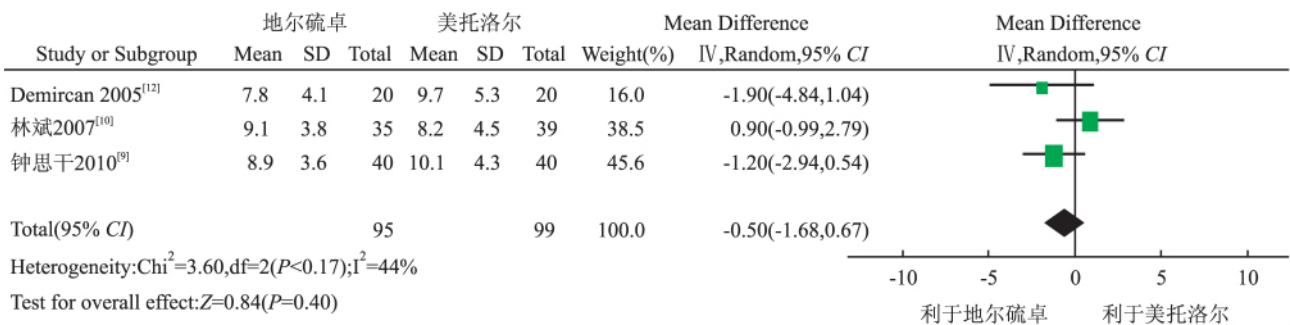 地尔硫卓 美托洛尔 Mean Difference Mean Difference
Study or Subgroup Mean SD Total Mean SD Total Weight(%) Ⅳ,Random,95% CI Ⅳ,Random,95% CI
Demircan 2005[12] 7.8 4.1 20 9.7 5.3 20 16.0 -1.90(-4.84,1.04)
林斌2007[10] 9.1 3.8 35 8.2 4.5 39 38.5 0.90(-0.99,2.79)
钟思干2010[9] 8.9 3.6 40 10.1 4.3 40 45.6 -1.20(-2.94,0.54)
Total(95% CI) 95 99 100.0 -0.50(-1.68,0.67)
Heterogeneity:Chi2=3.60,df=2(P<0.17);I2=44%
-10 -5 0 5 10
Test for overall effect:Z=0.84(P=0.40)
利于地尔硫卓 利于美托洛尔